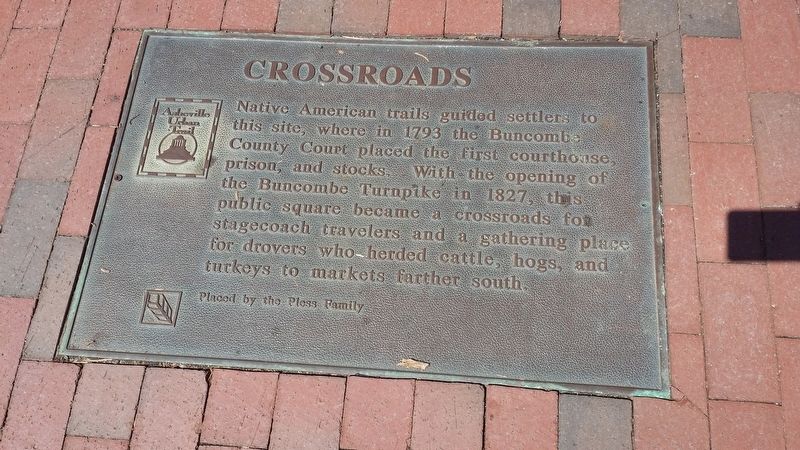 CROSSROADS
Asheville
Urban
Trail
Native American trails guided settlers to
this site, where in 1793 the Buncombe
County Court placed the first courthouse,
prison, and stocks. With the opening of
the Buncombe Turnpike in 1827, this
public square became a crossroads for
stagecoach travelers and a gathering place
for drovers who herded cattle, hogs, and
turkeys to markets farther south.
Placed by the Pless Family